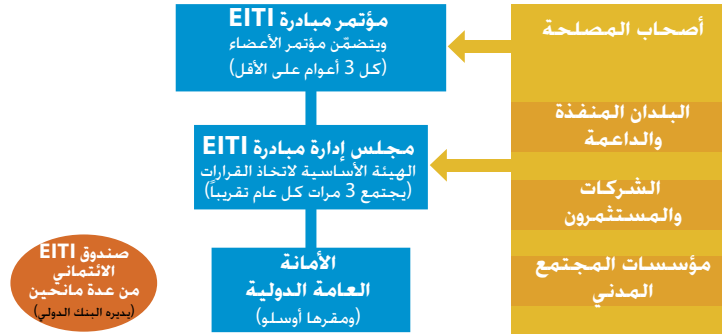 أصحاب المصلحة
البلدان المنفذة
والداعمة
الشركات
والمستثمرون
مؤسسات المجتمع
المدني
مؤتمر مبادرة EITI
ويتضمّن مؤتمر الأعضاء
(كل 3 أعوام على الأقل)
مجلس إدارة مبادرة EITI
الهيئة الأساسية لاتخاذ القرارات
(يجتمع 3 مرات كل عام تقريباً)
الأمانة
العامة الدولية
(ومقرها أوسلو)
صندوق EITI
الائتماني
من عدة مانحين
(يديره البنك الدولي)